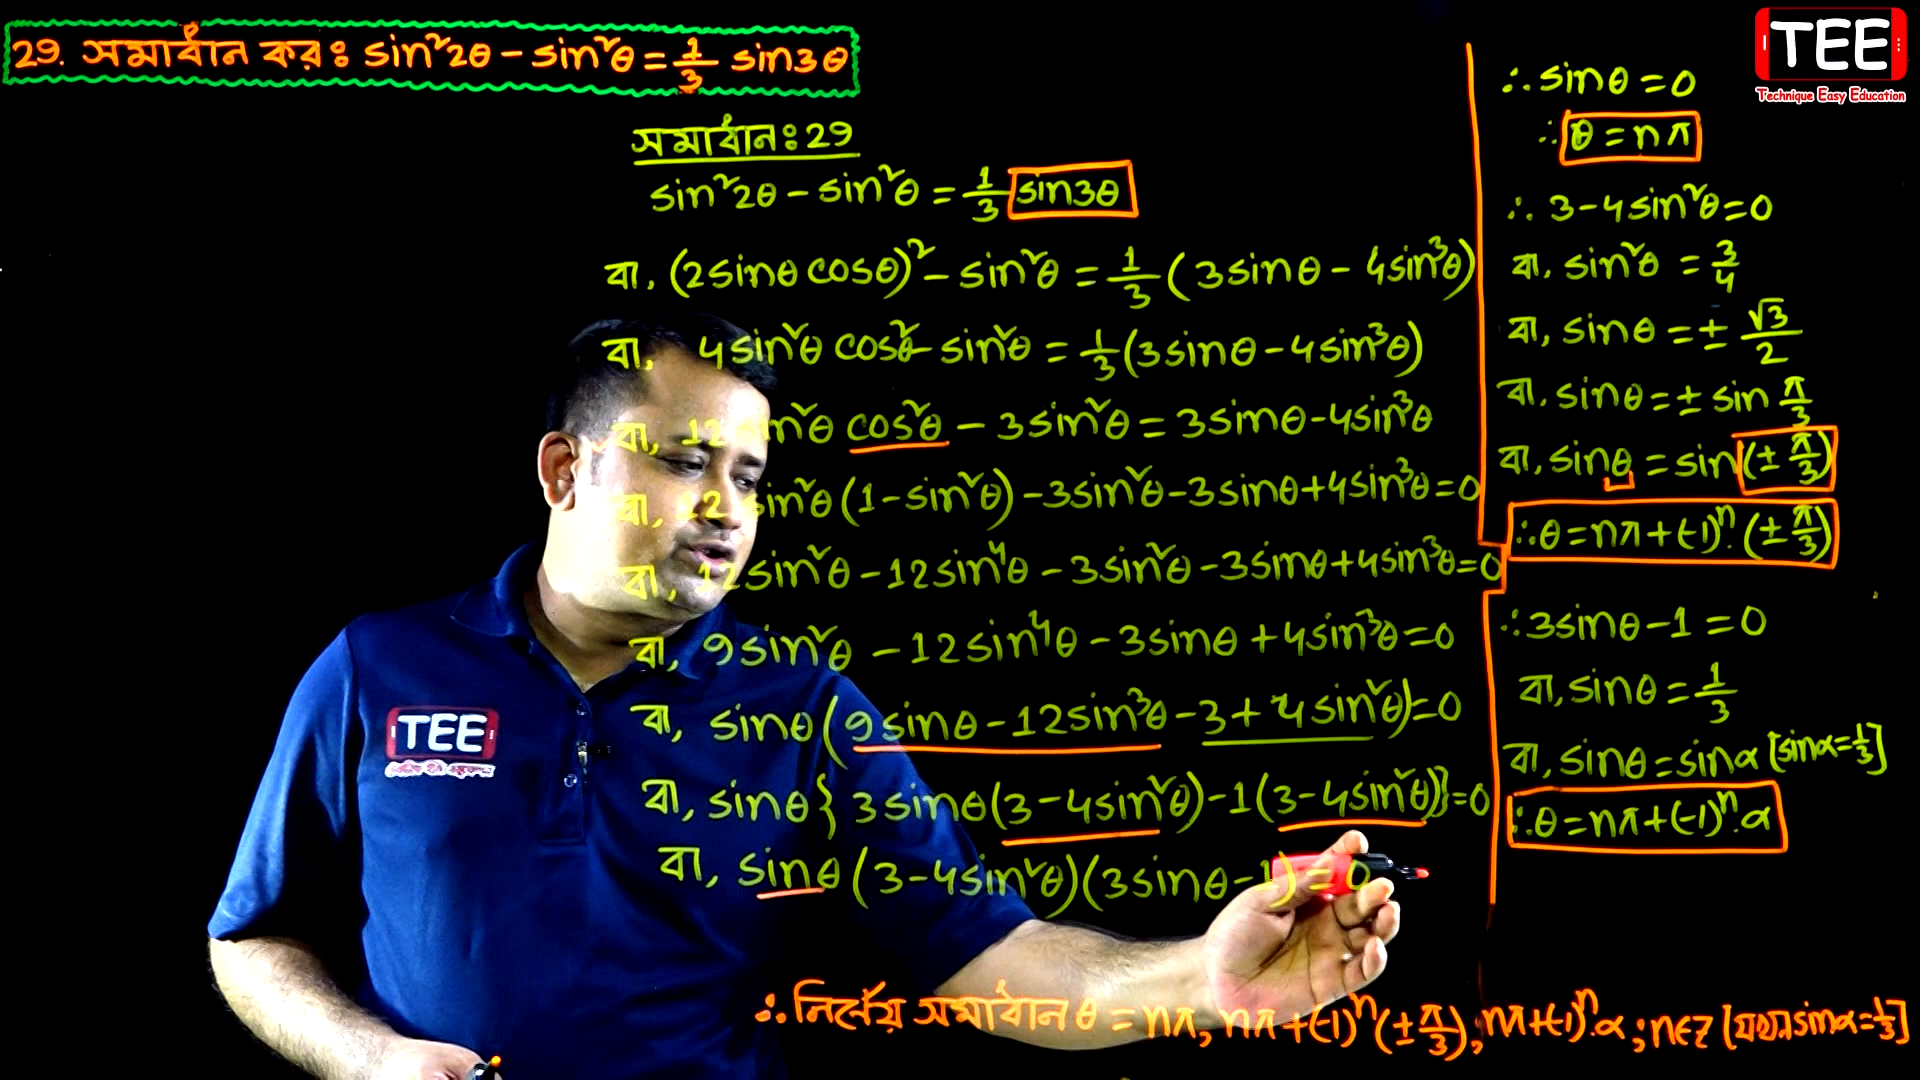 29. সমাধান করঃ sin²2θ - sin²θ = 1/3 sin3θ
সমাধানঃ 29
sin²2θ - sin²θ = 1/3 sin3θ
বা, (2sinθ cosθ)² - sin²θ = 1/3 (3sinθ - 4sin³θ)
বা, 4sin²θ cos²θ - sin²θ = 1/3 (3sinθ - 4sin³θ)
বা, 12 sin²θ cos²θ - 3sin²θ = 3sinθ - 4sin³θ
বা, 12 sin²θ (1 - sin²θ) - 3sin²θ - 3sinθ + 4sin³θ = 0
বা, 12sin²θ - 12sin⁴θ - 3sin²θ - 3sinθ + 4sin³θ = 0
বা, 9sin²θ - 12sin⁴θ - 3sinθ + 4sin³θ = 0
বা, sinθ (9sinθ - 12sin³θ - 3 + 4sin²θ) = 0
বা, sinθ { 3sinθ (3 - 4sin²θ) - 1 (3 - 4sin²θ)} = 0
বা, sinθ (3 - 4sin²θ)(3sinθ - 1) = 0
∴ sinθ = 0
∴ θ = nπ
∴ 3 - 4sin²θ = 0
বা, sin²θ = 3/4
বা, sinθ = ± √3/2
বা, sinθ = ± sin π/3
বা, sinθ = sin (± π/3)
∴ θ = nπ + (-1)ⁿ. (± π/3)
∴ 3sinθ - 1 = 0
বা, sinθ = 1/3
বা, sinθ = sinα [sinα = 1/3]
∴ θ = nπ + (-1)ⁿ. α
∴ নির্ণেয় সমাধান θ = nπ, nπ + (-1)ⁿ (± π/3), nπ + (-1)ⁿ. α ; n∈Z [যখন sinα = 1/3]
TEE
Technique Easy Education
TEE